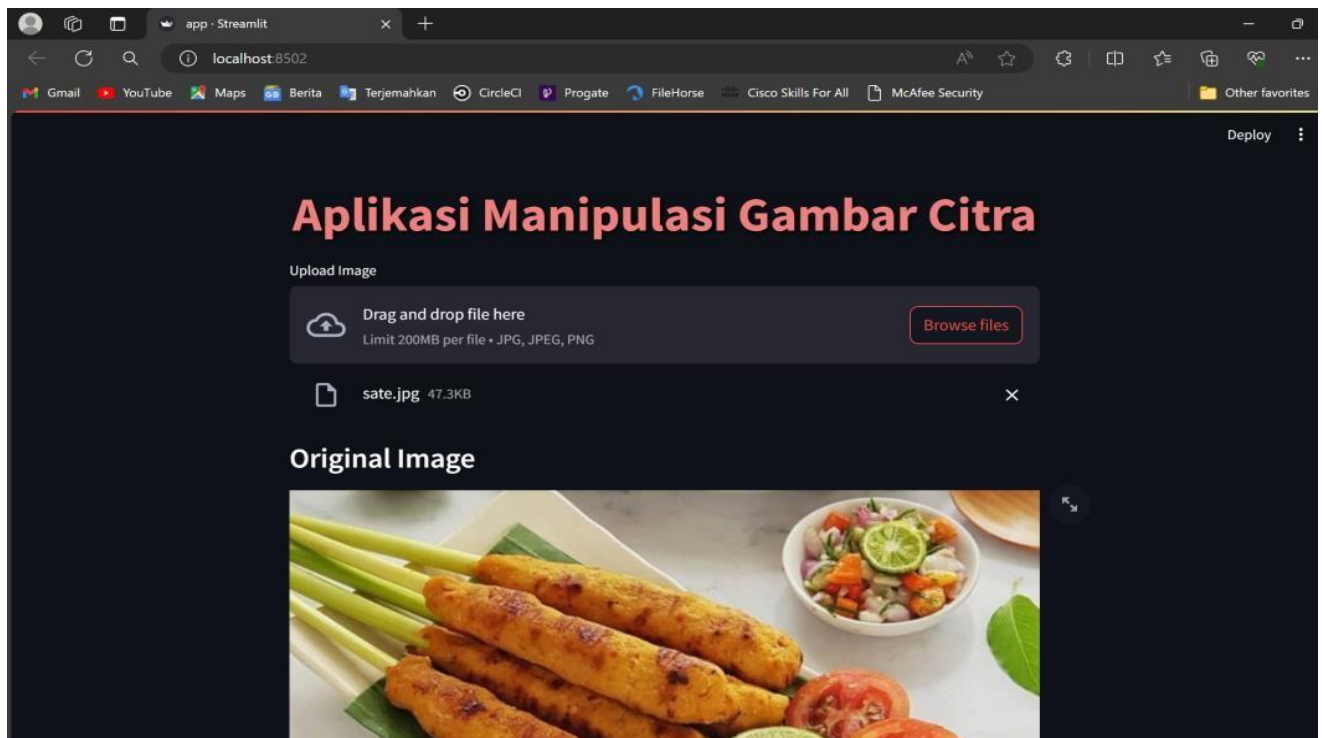 app · Streamlit
localhost:8502
Gmail YouTube Maps Berita Terjemahkan CircleCI Progate FileHorse Cisco Skills For All McAfee Security Other favorites
Deploy
Aplikasi Manipulasi Gambar Citra
Upload Image
Drag and drop file here
Limit 200MB per file • JPG, JPEG, PNG
Browse files
sate.jpg 47.3KB
Original Image